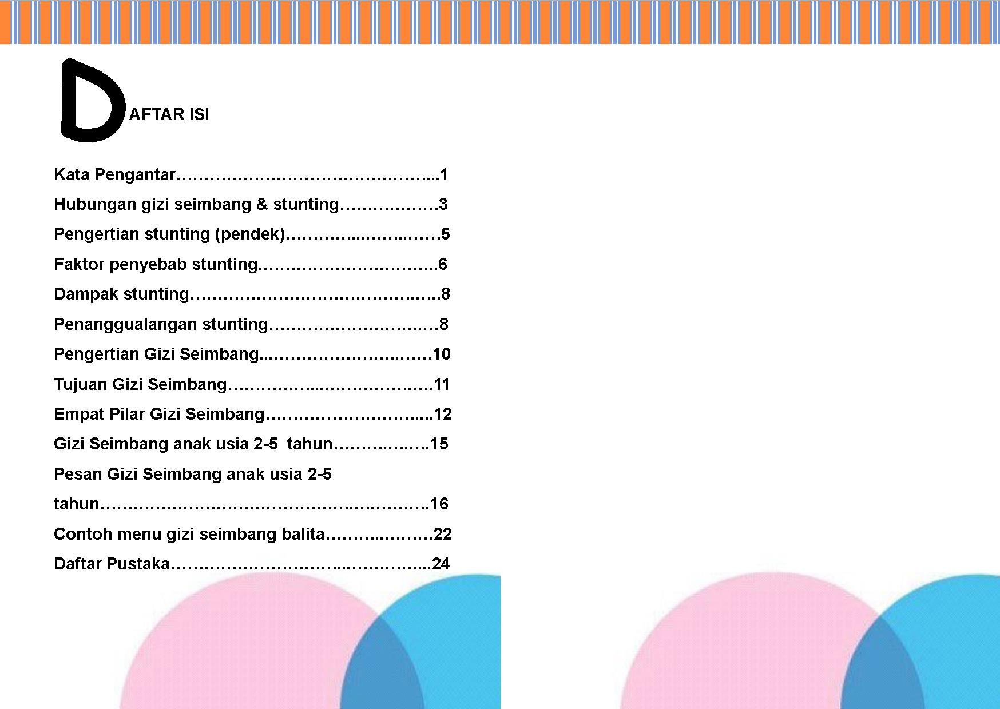 DAFTAR ISI
Kata Pengantar………………………………………...1
Hubungan gizi seimbang & stunting………………3
Pengertian stunting (pendek)…………...……..……5
Faktor penyebab stunting.…………………………..6
Dampak stunting………………………………….…..8
Penanggualangan stunting……………………….…8
Pengertian Gizi Seimbang...…………………..……10
Tujuan Gizi Seimbang……………...…………….….11
Empat Pilar Gizi Seimbang………………………....12
Gizi Seimbang anak usia 2-5  tahun……….….….15
Pesan Gizi Seimbang anak usia 2-5
tahun……………………………………….…………..16
Contoh menu gizi seimbang balita………..………22
Daftar Pustaka…………………………..…………...24